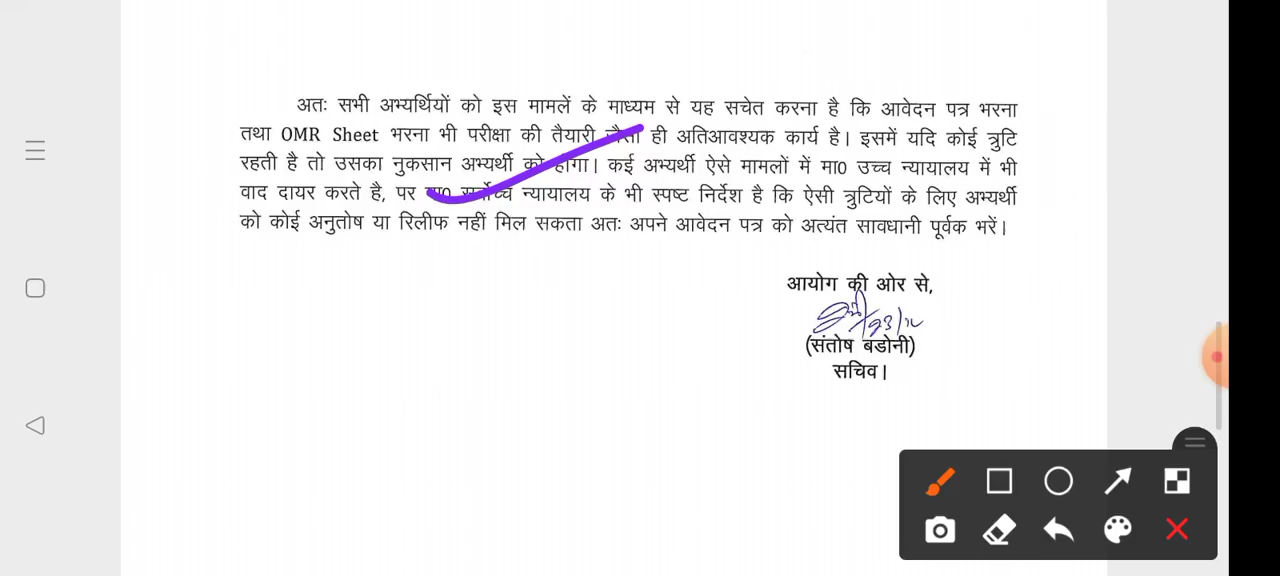 अतः सभी अभ्यर्थियों को इस मामलें के माध्यम से यह सचेत करना है कि आवेदन पत्र भरना
तथा OMR Sheet भरना भी परीक्षा की तैयारी जैसा ही अतिआवश्यक कार्य है। इसमें यदि कोई त्रुटि
रहती है तो उसका नुकसान अभ्यर्थी को होगा। कई अभ्यर्थी ऐसे मामलों में मा0 उच्च न्यायालय में भी
वाद दायर करते है, पर मा0 सर्वोच्च न्यायालय के भी स्पष्ट निर्देश है कि ऐसी त्रुटियों के लिए अभ्यर्थी
को कोई अनुतोष या रिलीफ नहीं मिल सकता अतः अपने आवेदन पत्र को अत्यंत सावधानी पूर्वक भरें।
आयोग की ओर से,
(संतोष बडोनी)
सचिव।